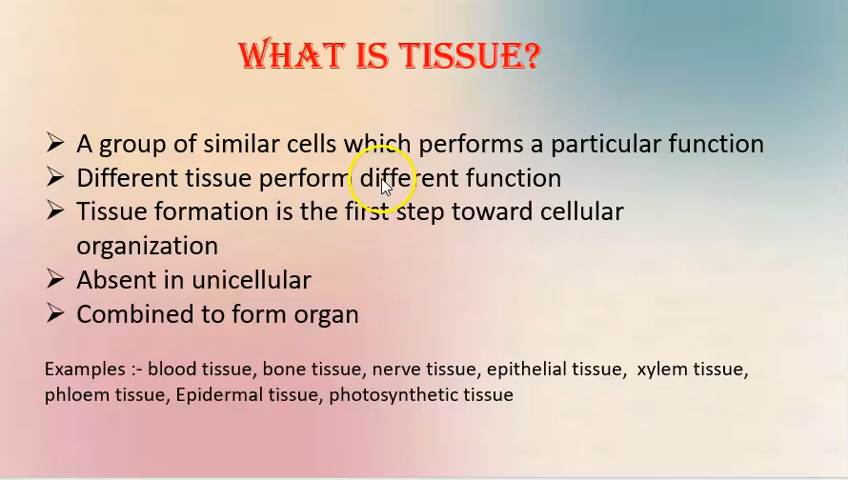 WHAT IS TISSUE?
➢ A group of similar cells which performs a particular function
➢ Different tissue perform different function
➢ Tissue formation is the first step toward cellular
organization
➢ Absent in unicellular
➢ Combined to form organ
Examples :- blood tissue, bone tissue, nerve tissue, epithelial tissue, xylem tissue,
phloem tissue, Epidermal tissue, photosynthetic tissue